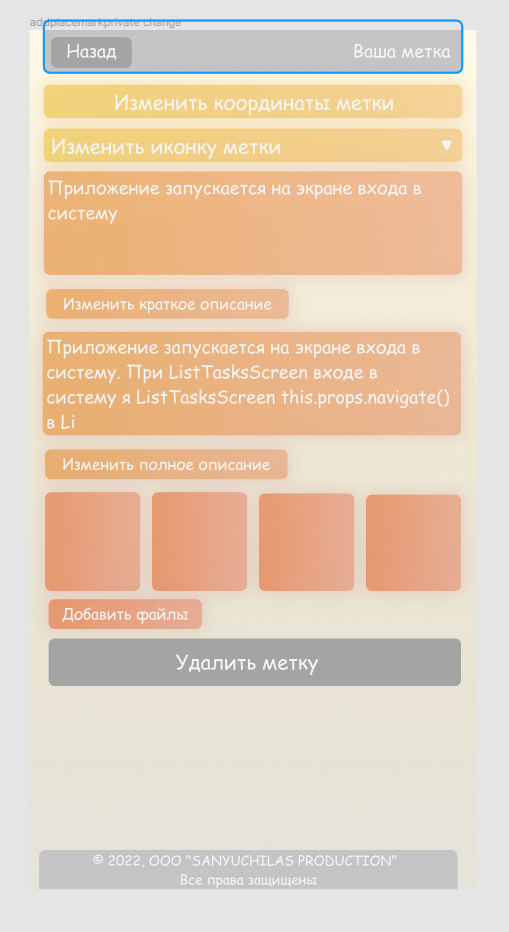 addplacemarkprivate change
Назад
Ваша метка
Изменить координаты метки
Изменить иконку метки
Приложение запускается на экране входа в
систему
Изменить краткое описание
Приложение запускается на экране входа в
систему. При ListTasksScreen входе в
систему я ListTasksScreen this.props.navigate()
в Li
Изменить полное описание
Добавить файлы
Удалить метку
© 2022, ООО "SANYUCHILAS PRODUCTION"
Все права защищены